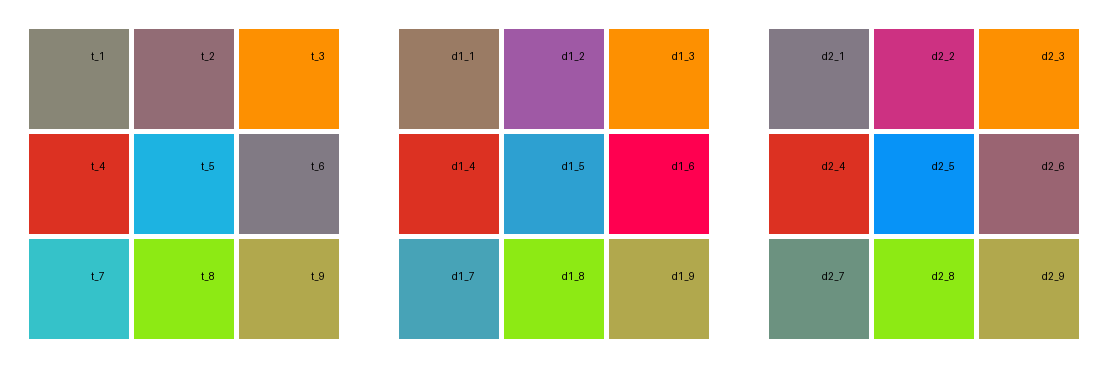 t_1 t_2 t_3 d1_1 d1_2 d1_3 d2_1 d2_2 d2_3
t_4 t_5 t_6 d1_4 d1_5 d1_6 d2_4 d2_5 d2_6
t_7 t_8 t_9 d1_7 d1_8 d1_9 d2_7 d2_8 d2_9